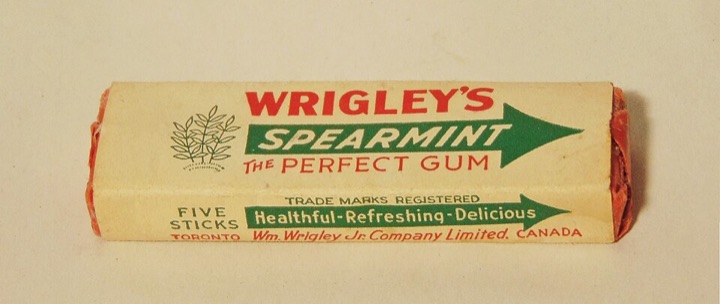 WRIGLEY'S
SPEARMINT
THE PERFECT GUM
TRADE MARKS REGISTERED
FIVE
STICKS
Healthful-Refreshing-Delicious
TORONTO Wm. Wrigley Jr. Company Limited. CANADA